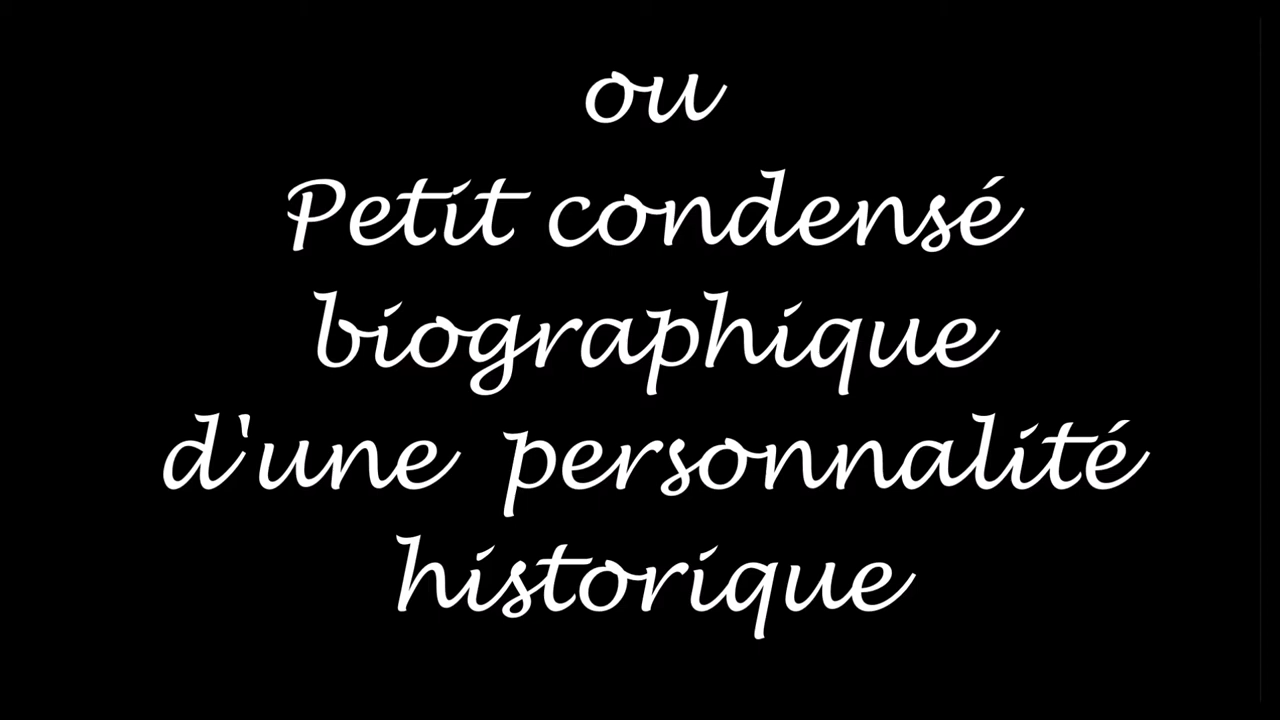 ou
Petit condensé
biographique
d'une personnalité
historique